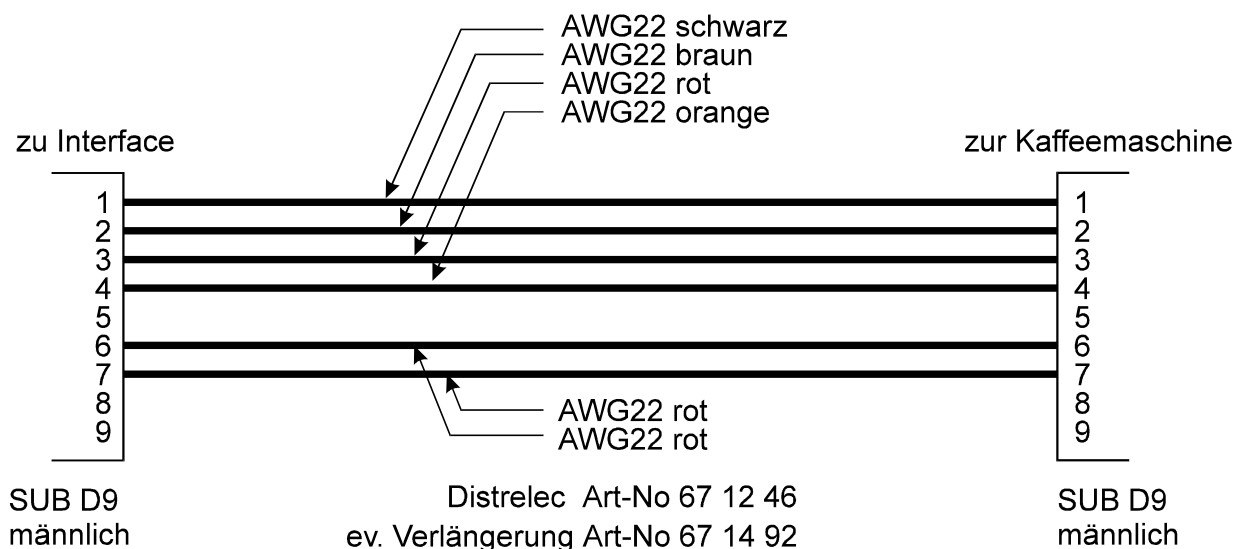 AWG22 schwarz
AWG22 braun
AWG22 rot
AWG22 orange
zu Interface
zur Kaffeemaschine
1 1
2 2
3 3
4 4
5 5
6 6
7 7
8 8
9 9
AWG22 rot
AWG22 rot
SUB D9
männlich
Distrelec Art-No 67 12 46
ev. Verlängerung Art-No 67 14 92
SUB D9
männlich